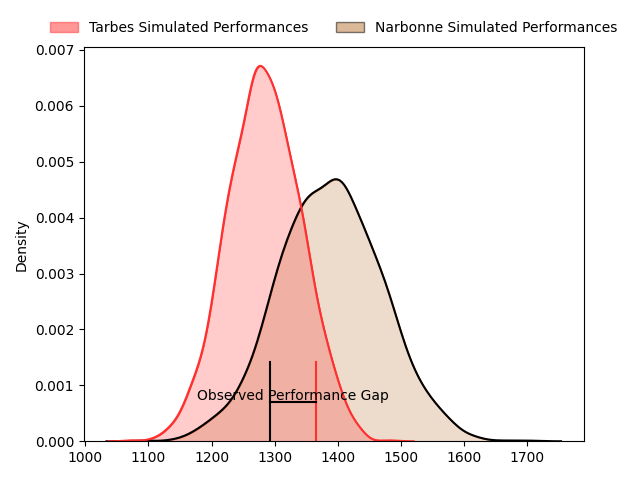 Tarbes Simulated Performances
Narbonne Simulated Performances
0.007
0.006
0.005
0.004
0.003
0.002
0.001
0.000
Density
Observed Performance Gap
1000 1100 1200 1300 1400 1500 1600 1700